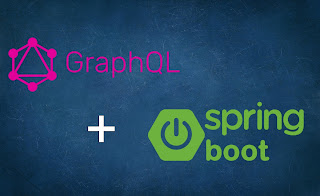 GraphQL
+
spring
boot